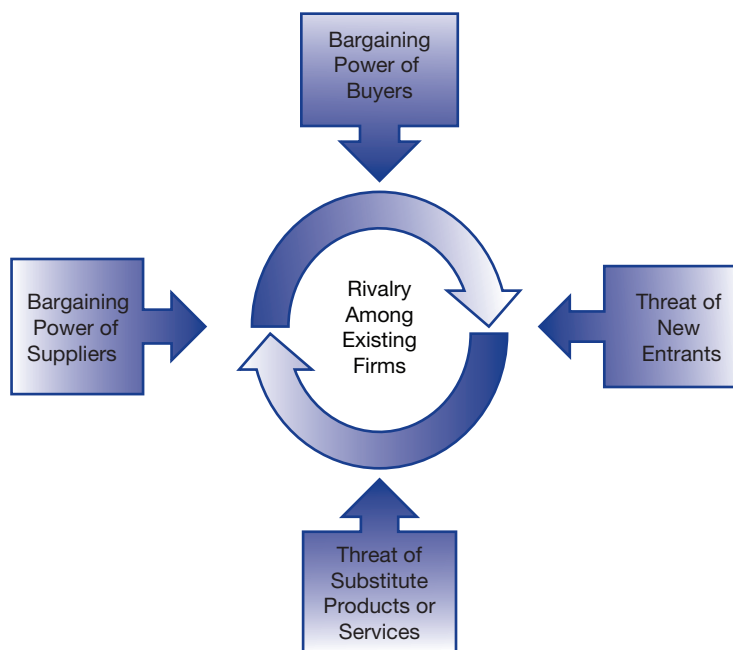 Bargaining
Power of
Buyers
Bargaining
Power of
Suppliers
Rivalry
Among
Existing
Firms
Threat of
New
Entrants
Threat of
Substitute
Products or
Services